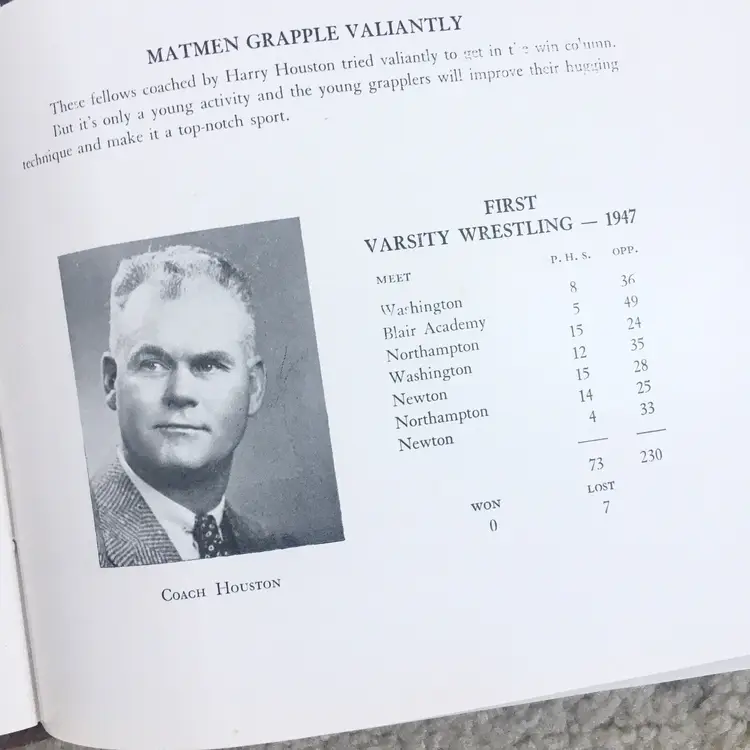 MATMEN GRAPPLE VALIANTLY
These fellows coached by Harry Houston tried valiantly to get in the win column.
But it's only a young activity and the young grapplers will improve their hugging
technique and make it a top-notch sport.
FIRST
VARSITY WRESTLING — 1947
MEET P. H. S. OPP.
Washington 8 36
Blair Academy 5 49
Northampton 15 24
Washington 12 35
Newton 15 28
Northampton 14 25
Newton 4 33
73 230
WON LOST
0 7
COACH HOUSTON